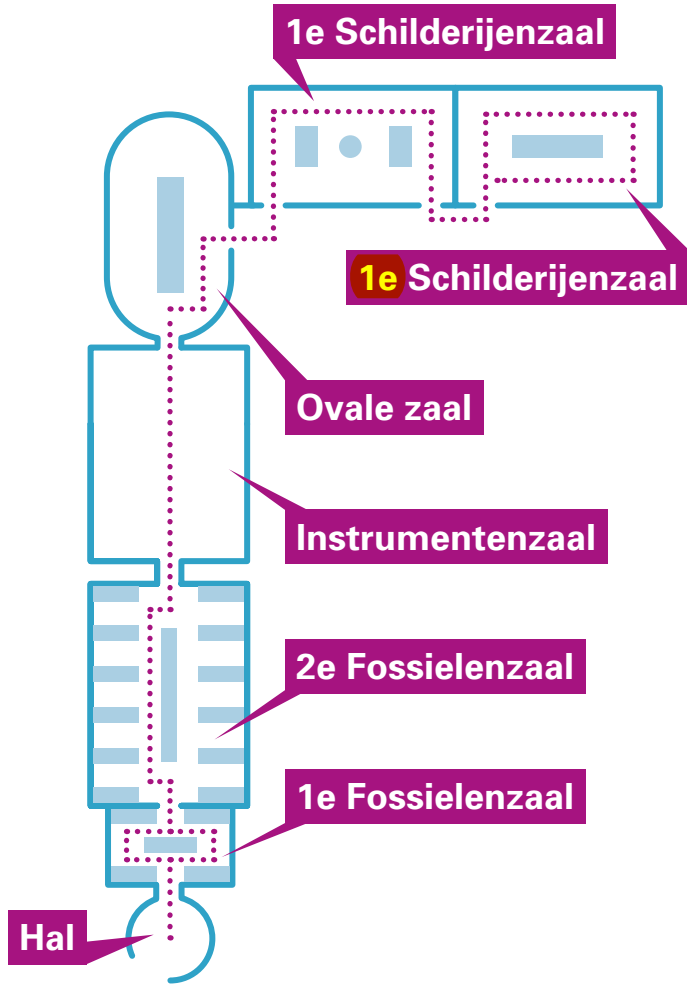 1e Schilderijenzaal
1e Schilderijenzaal
Ovale zaal
Instrumentenzaal
2e Fossielenzaal
1e Fossielenzaal
Hal